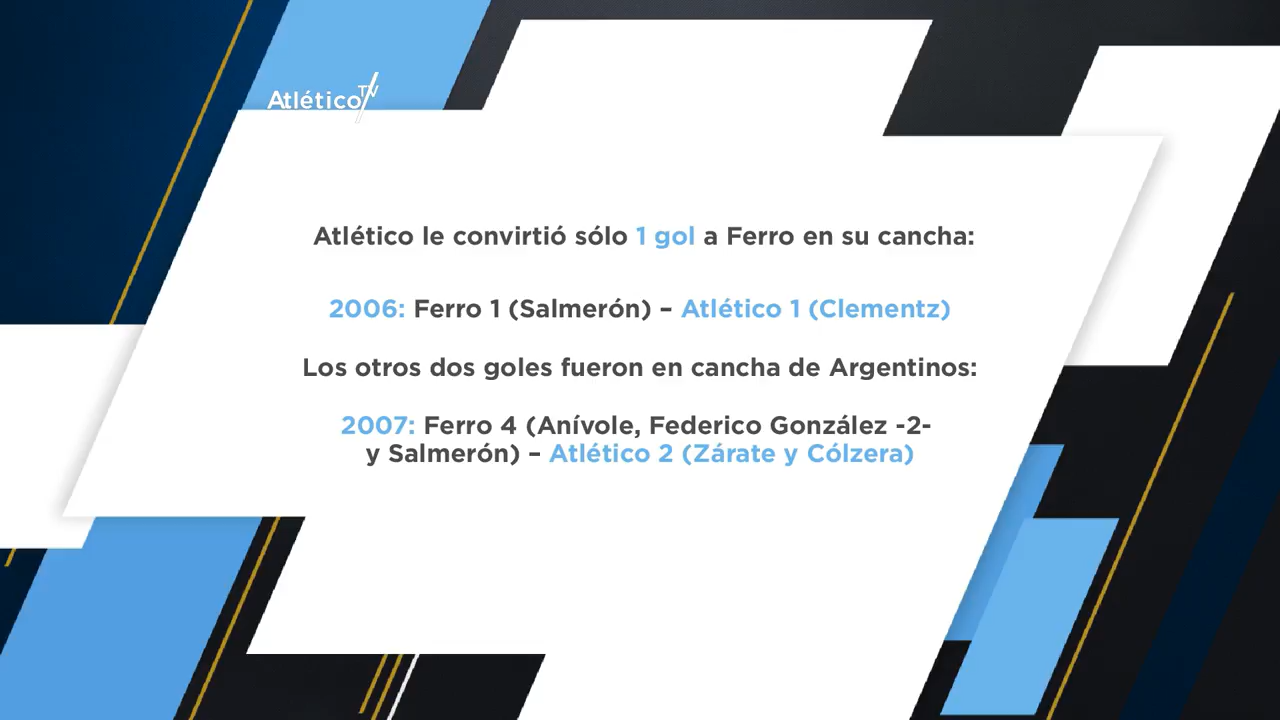 Atlético TV
Atlético le convirtió sólo 1 gol a Ferro en su cancha:
2006: Ferro 1 (Salmerón) – Atlético 1 (Clementz)
Los otros dos goles fueron en cancha de Argentinos:
2007: Ferro 4 (Anívole, Federico González -2-
y Salmerón) – Atlético 2 (Zárate y Cólzera)